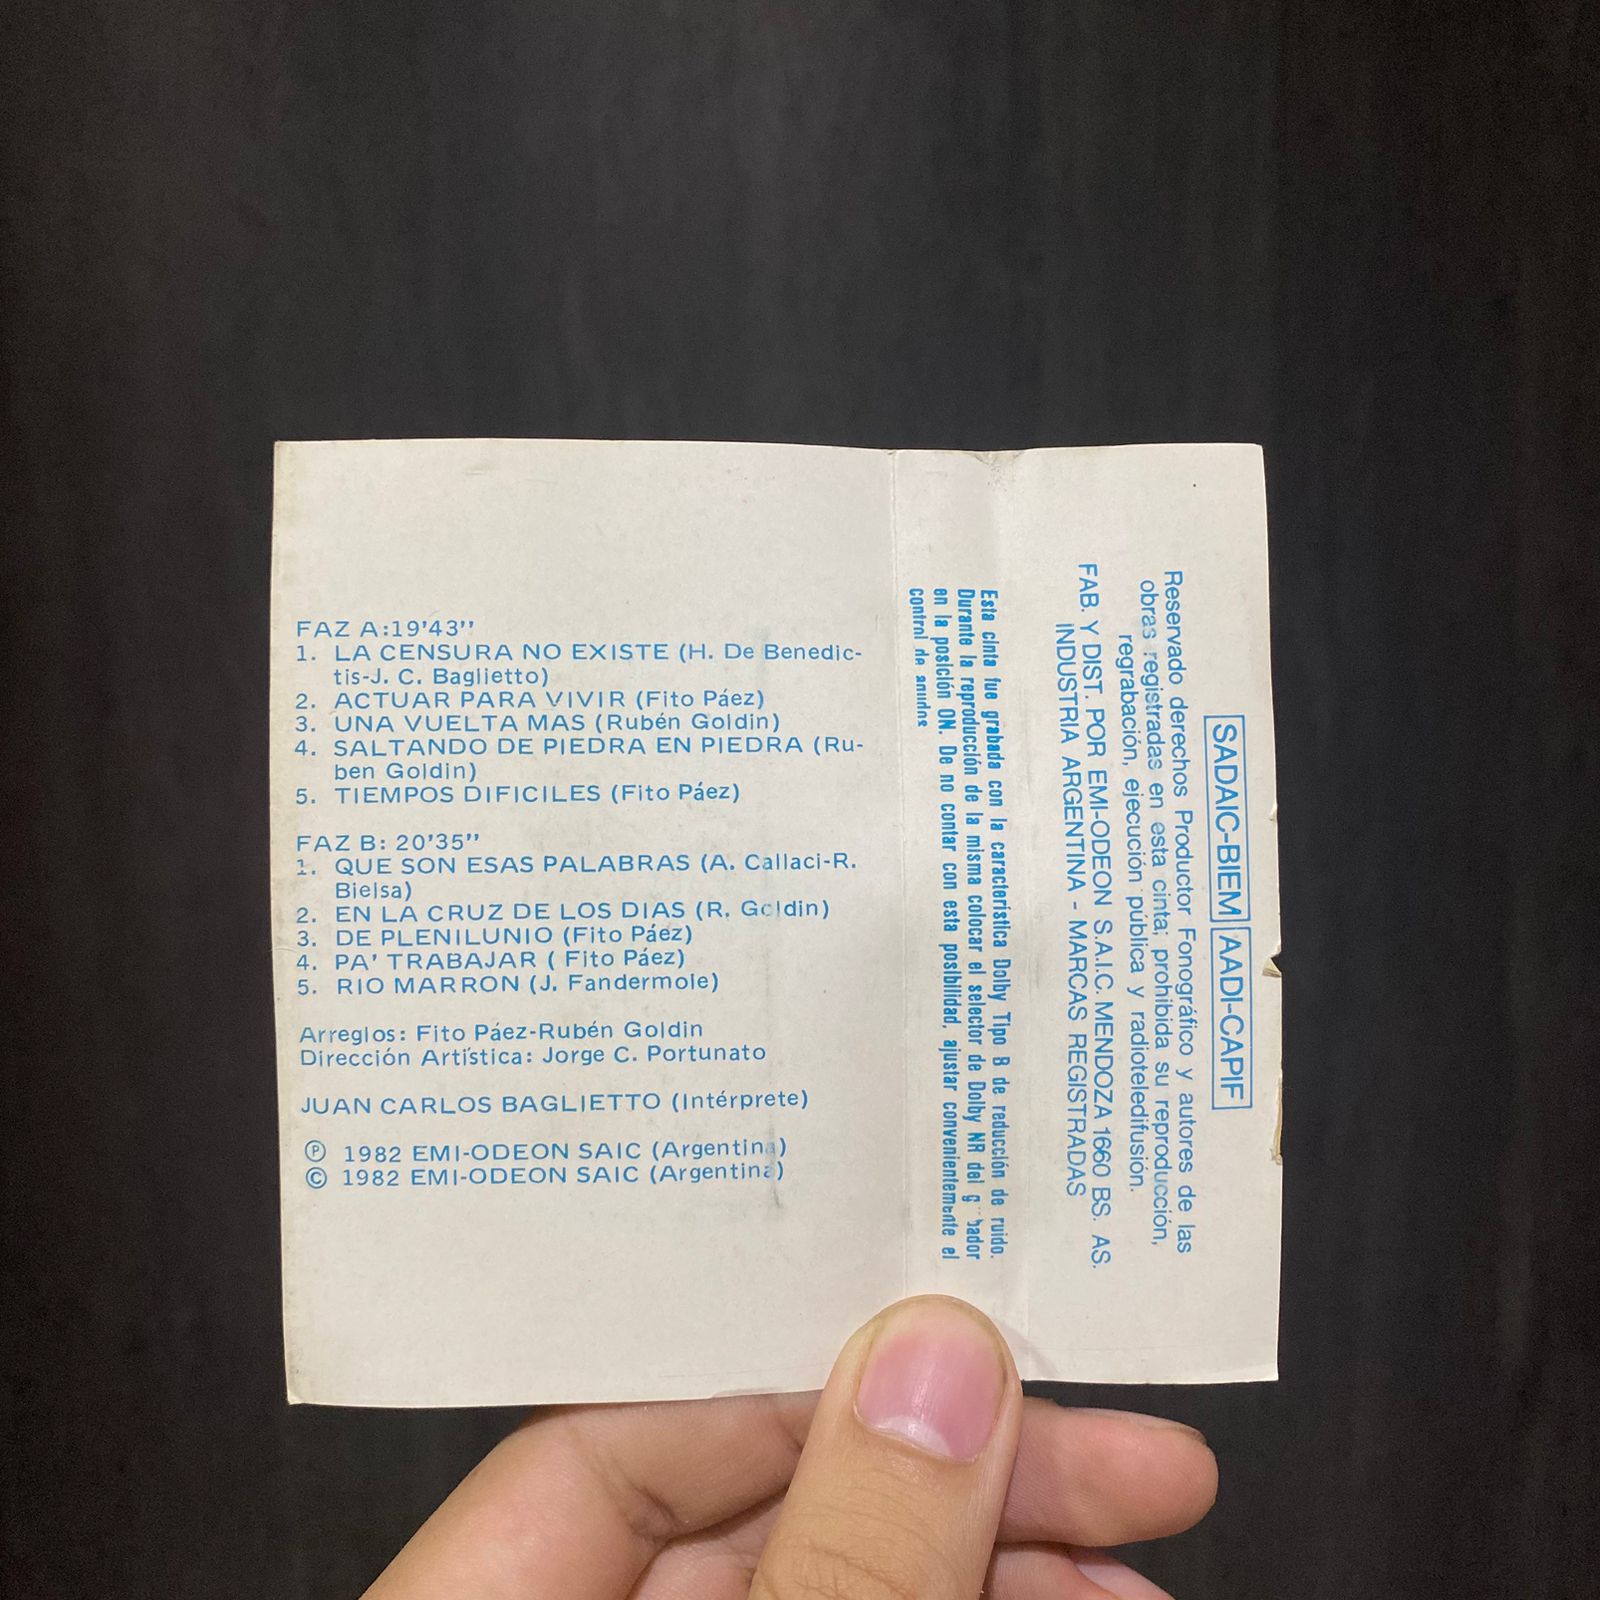 FAZ A:19'43''
1. LA CENSURA NO EXISTE (H. De Benedic-
tis-J. C. Baglietto)
2. ACTUAR PARA VIVIR (Fito Páez)
3. UNA VUELTA MAS (Rubén Goldin)
4. SALTANDO DE PIEDRA EN PIEDRA (Ru-
ben Goldin)
5. TIEMPOS DIFICILES (Fito Páez)
FAZ B: 20'35''
1. QUE SON ESAS PALABRAS (A. Callaci-R.
Bielsa)
2. EN LA CRUZ DE LOS DIAS (R. Goldin)
3. DE PLENILUNIO (Fito Páez)
4. PA' TRABAJAR ( Fito Páez)
5. RIO MARRON (J. Fandermole)
Arreglos: Fito Páez-Rubén Goldin
Dirección Artística: Jorge C. Portunato
JUAN CARLOS BAGLIETTO (Intérprete)
Ⓟ 1982 EMI-ODEON SAIC (Argentina)
© 1982 EMI-ODEON SAIC (Argentina)
Esta cinta fue grabada con la característica Dolby Tipo B de reducción de ruido.
Durante la reproducción de la misma colocar el selector de Dolby NR del
en la posición ON. De no contar con esta posibilidad, ajustar convenientemente el
control de agudos
SADAIC-BIEM AADI-CAPIF
Reservado derechos Productor Fonográfico y autores de las
obras registradas en esta cinta; prohibida su reproducción,
regrabación, ejecución pública y radioteledifusión.
FAB. Y DIST. POR EMI-ODEON S.A.I.C. MENDOZA 1660 BS. AS.
INDUSTRIA ARGENTINA - MARCAS REGISTRADAS